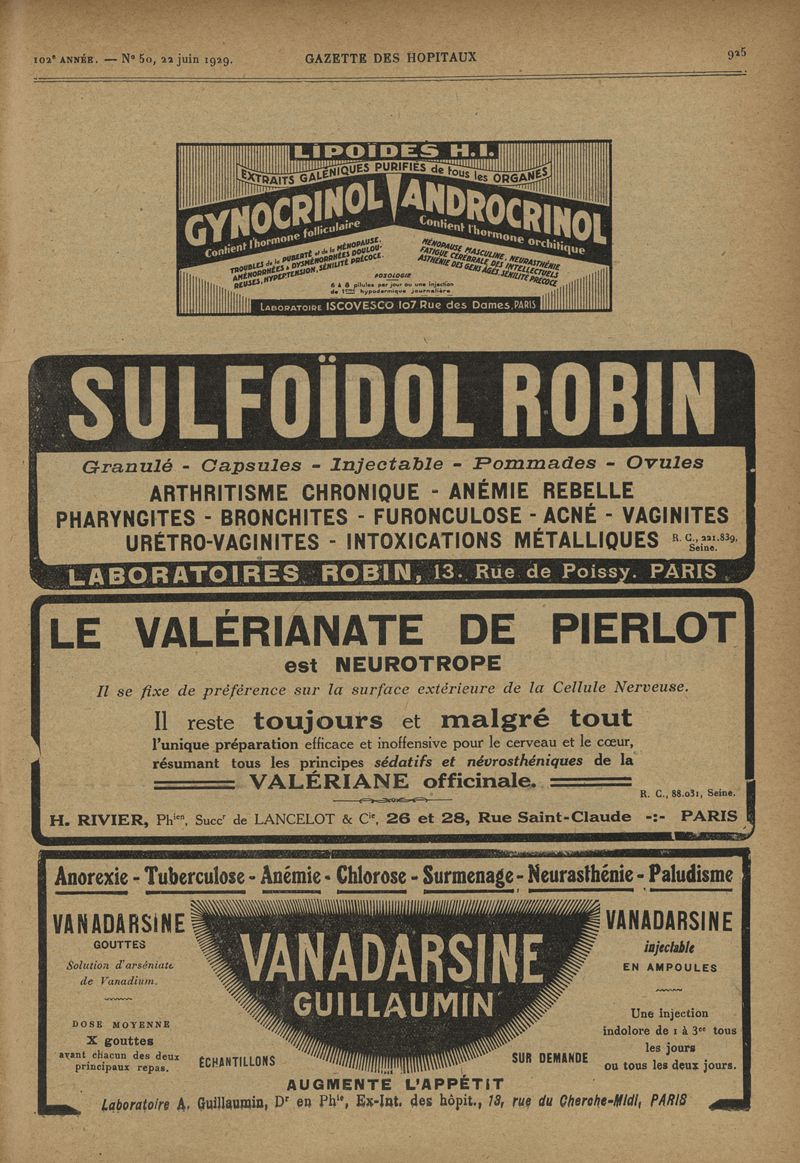 102e ANNÉE. — No 50, 22 juin 1929. GAZETTE DES HOPITAUX 925
LIPOÏDES H.I.
EXTRAITS GALÉNIQUES PURIFIÉS de tous les ORGANES
GYNOCRINOL
Contient l'hormone folliculaire
TROUBLES de la PUBERTÉ et de la MÉNOPAUSE,
AMÉNORRHÉES & DYSMÉNORRHÉES DOULOU-
REUSES, HYPERTENSION, SÉNILITÉ PRÉCOCE.
ANDROCRINOL
Contient l'hormone orchitique
MÉNOPAUSE MASCULINE, NEURASTHÉNIE
FATIGUE CÉRÉBRALE DES INTELLECTUELS
ASTHÉNIE DES GENS AGÉS, SÉNILITÉ PRÉCOCE
POSOLOGIE
6 à 8 pilules par jour ou une injection
de 1cmc hypodermique journalière
LABORATOIRE ISCOVESCO 107 Rue des Dames, PARIS
SULFOÏDOL ROBIN
Granulé - Capsules - Injectable - Pommades - Ovules
ARTHRITISME CHRONIQUE - ANÉMIE REBELLE
PHARYNGITES - BRONCHITES - FURONCULOSE - ACNÉ - VAGINITES
URÉTRO-VAGINITES - INTOXICATIONS MÉTALLIQUES R. C., 221.839, Seine.
LABORATOIRES ROBIN, 13. Rue de Poissy. PARIS
LE VALÉRIANATE DE PIERLOT
est NEUROTROPE
Il se fixe de préférence sur la surface extérieure de la Cellule Nerveuse.
Il reste toujours et malgré tout
l'unique préparation efficace et inoffensive pour le cerveau et le cœur,
résumant tous les principes sédatifs et névrosthéniques de la
VALÉRIANE officinale.
R. C., 88.031, Seine.
H. RIVIER, Phien, Succr de LANCELOT & Cie, 26 et 28, Rue Saint-Claude -:- PARIS
Anorexie - Tuberculose - Anémie - Chlorose - Surmenage - Neurasthénie - Paludisme
VANADARSINE
GOUTTES
Solution d'arséniate
de Vanadium.
DOSE MOYENNE
X gouttes
avant chacun des deux
principaux repas.
VANADARSINE
GUILLAUMIN
ÉCHANTILLONS SUR DEMANDE
VANADARSINE
injectable
EN AMPOULES
Une injection
indolore de 1 à 3cc tous
les jours
ou tous les deux jours.
AUGMENTE L'APPÉTIT
Laboratoire A. Guillaumin, Dr en Phie, Ex-Int. des hôpit., 13, rue du Cherche-Midi, PARIS